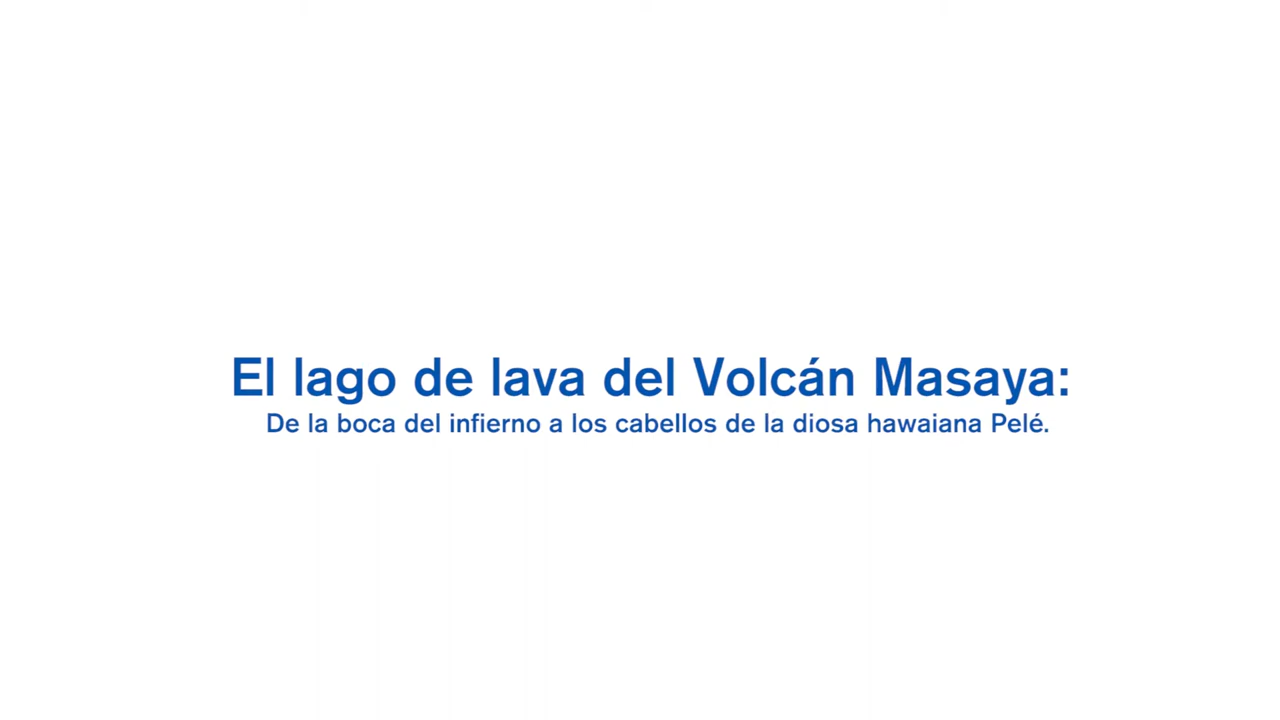 El lago de lava del Volcán Masaya:
De la boca del infierno a los cabellos de la diosa hawaiana Pelé.